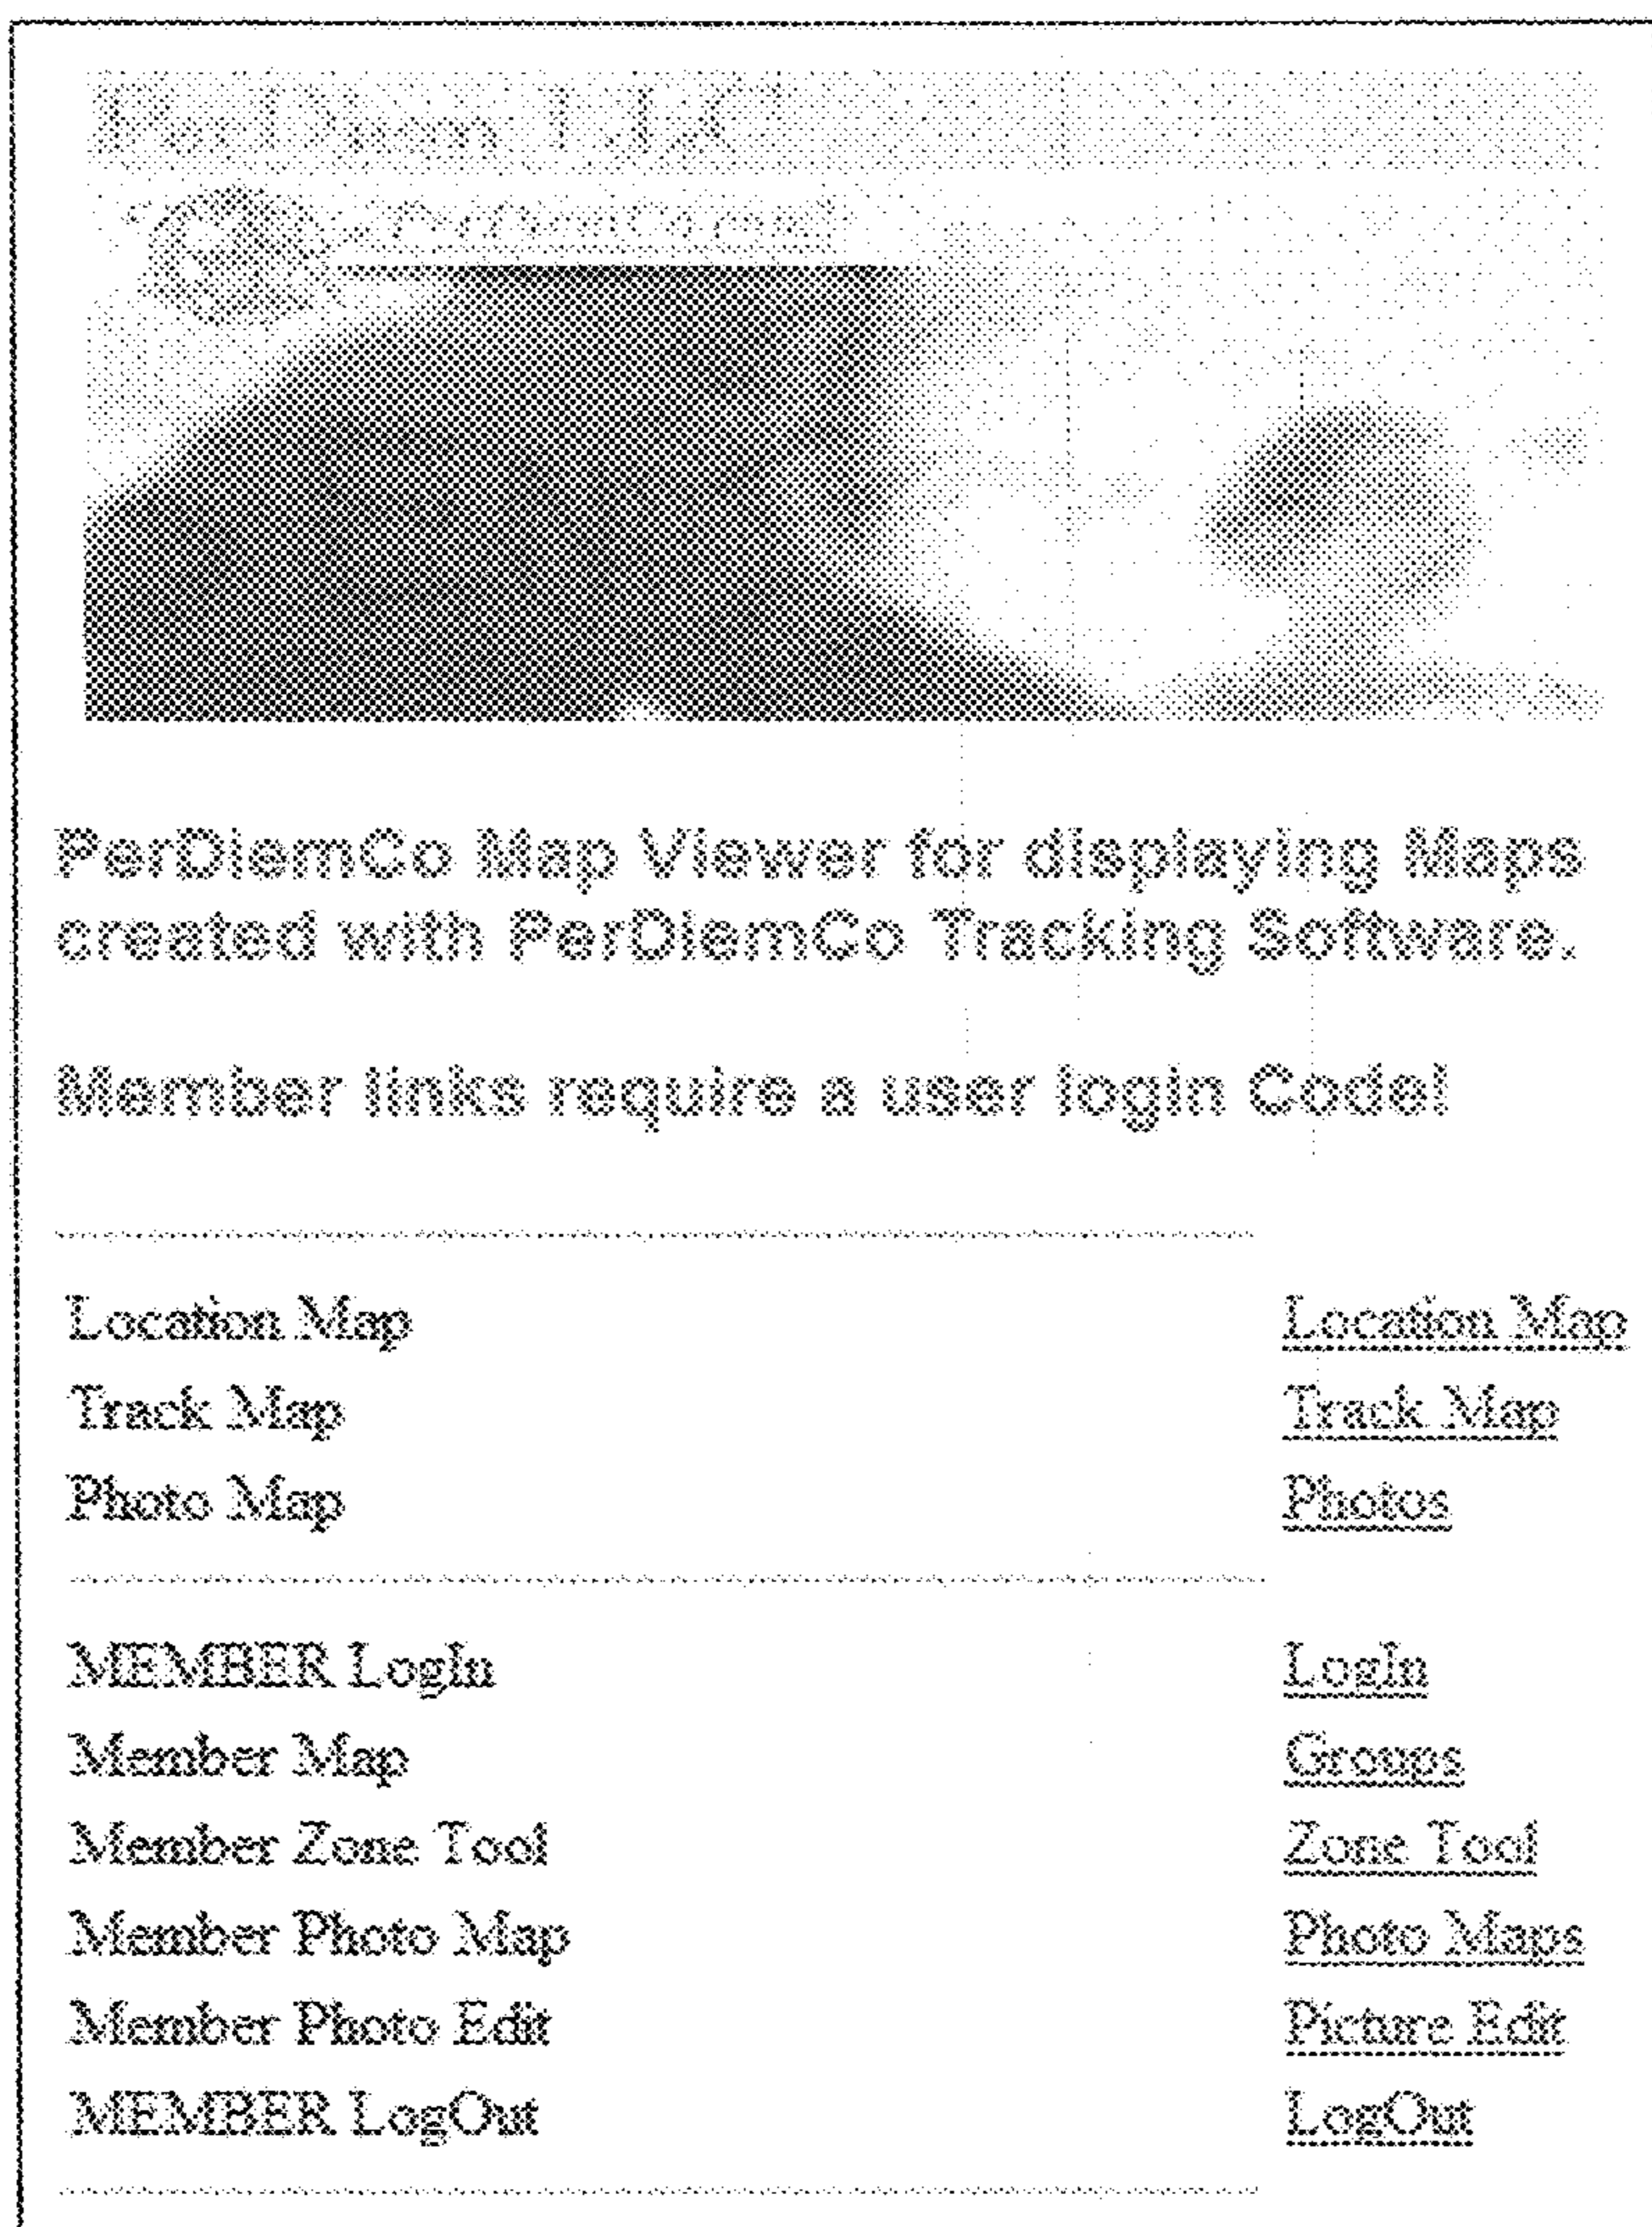 PerDiem LLC
PerDiemCo Map Viewer for displaying Maps
created with PerDiemCo Tracking Software.
Member links require a user login Code!
Location Map Location Map
Track Map Track Map
Photo Map Photos
MEMBER LogIn LogIn
Member Map Groups
Member Zone Tool Zone Tool
Member Photo Map Photo Maps
Member Photo Edit Picture Edit
MEMBER LogOut LogOut